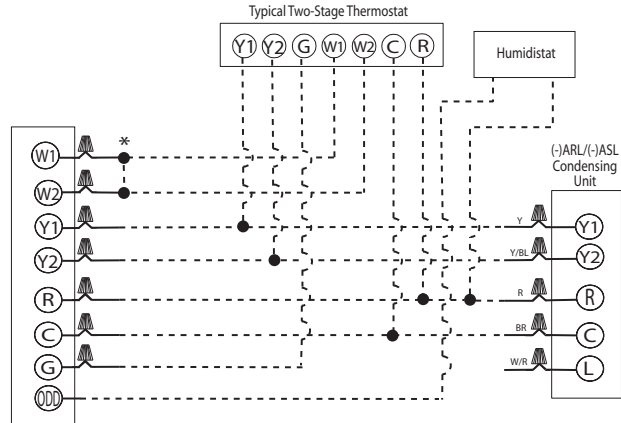 Typical Two-Stage Thermostat
Y1 Y2 G W1 W2 C R
Humidistat
(-)ARL/(-)ASL
Condensing
Unit
*
W1
W2
Y1
Y2
R
C
G
ODD
Y
Y1
Y/BL
Y2
R
R
BR
C
W/R
L